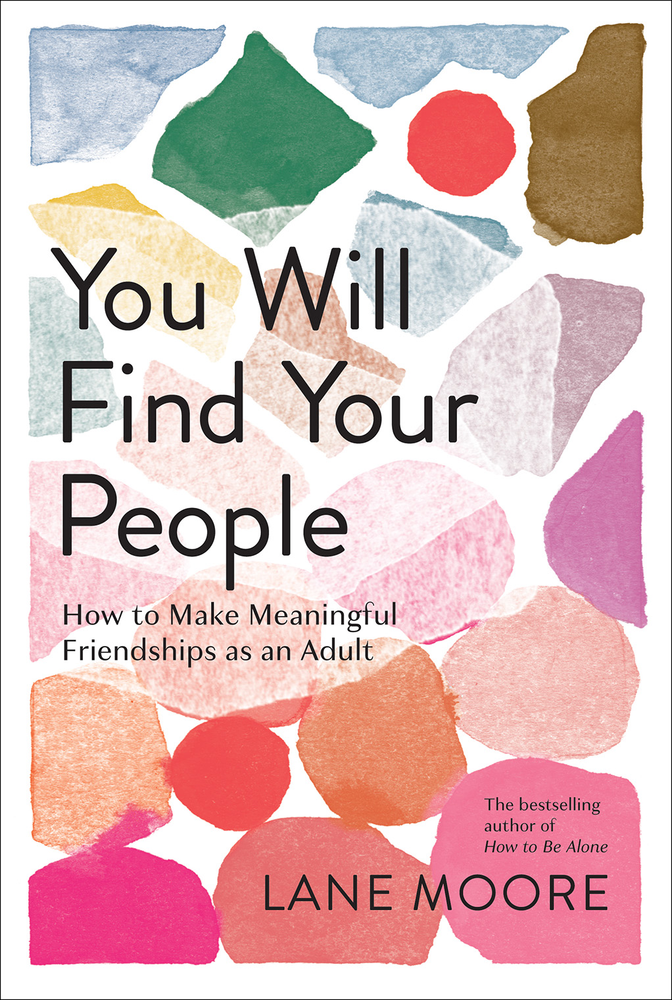 You Will
Find Your
People
How to Make Meaningful
Friendships as an Adult
The bestselling
author of
How to Be Alone
LANE MOORE